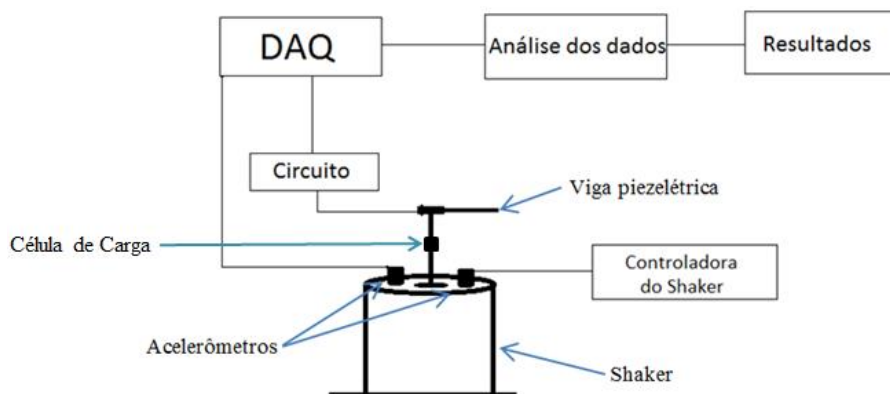 DAQ
Análise dos dados
Resultados
Circuito
Viga piezelétrica
Célula de Carga
Controladora
do Shaker
Acelerômetros
Shaker